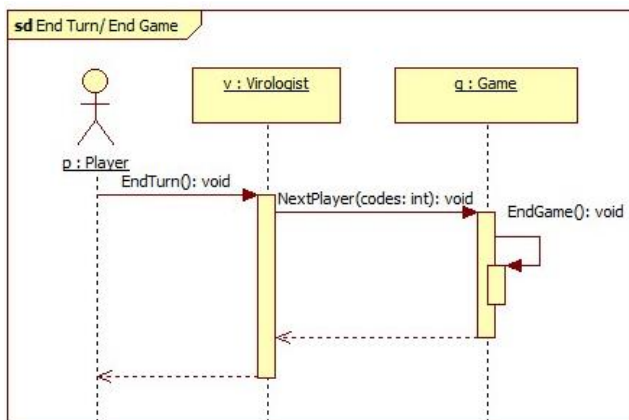 sd End Turn/ End Game
v : Virologist
g : Game
p : Player
EndTurn(): void
NextPlayer(codes: int): void
EndGame(): void